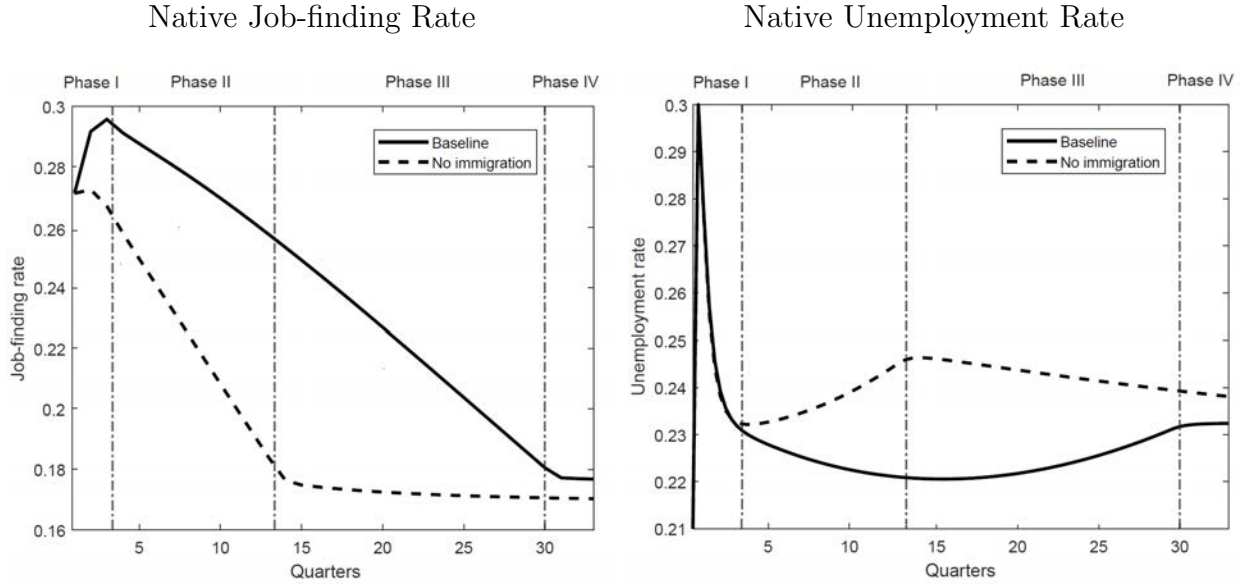 Native Job-finding Rate
Phase I Phase II Phase III Phase IV
0.3
0.28
0.26
0.24
0.22
0.2
0.18
0.16
Job-finding rate
Baseline
No immigration
5 10 15 20 25 30
Quarters
Native Unemployment Rate
Phase I Phase II Phase III Phase IV
0.3
0.29
0.28
0.27
0.26
0.25
0.24
0.23
0.22
0.21
Unemployment rate
Baseline
No immigration
5 10 15 20 25 30
Quarters